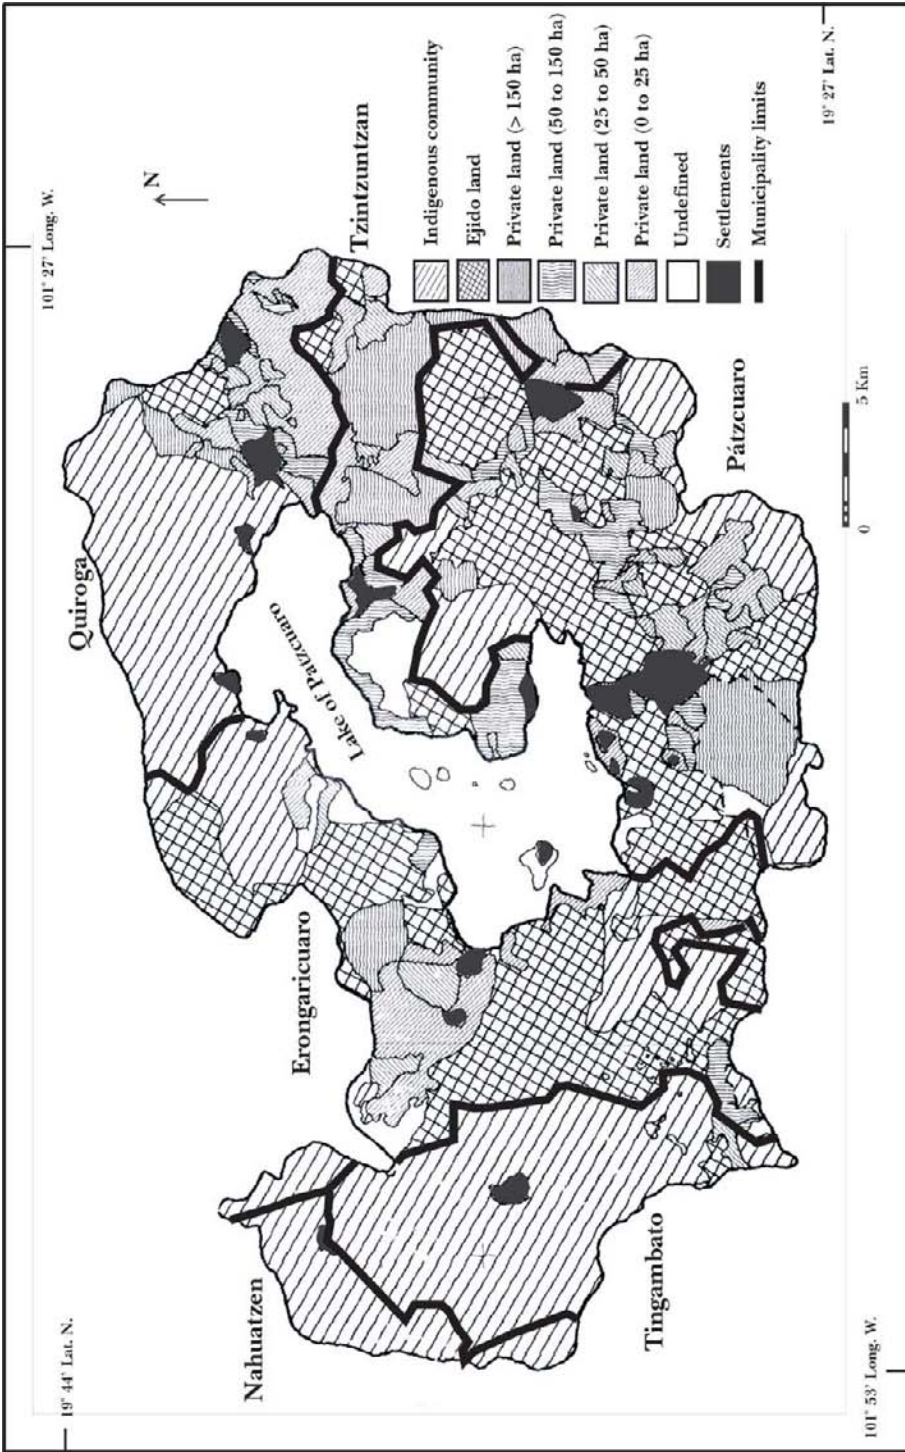 19° 44' Lat. N.
101° 27' Long. W.
N
Quiroga
Nahuatzen
Erongaricuaro
Lake of Patzcuaro
Tzintzuntzan
Indigenous community
Ejido land
Private land (> 150 ha)
Private land (50 to 150 ha)
Private land (25 to 50 ha)
Private land (0 to 25 ha)
Undefined
Settlements
Municipality limits
Tingambato
Pátzcuaro
0
5 Km
101° 53' Long. W.
19° 27' Lat. N.